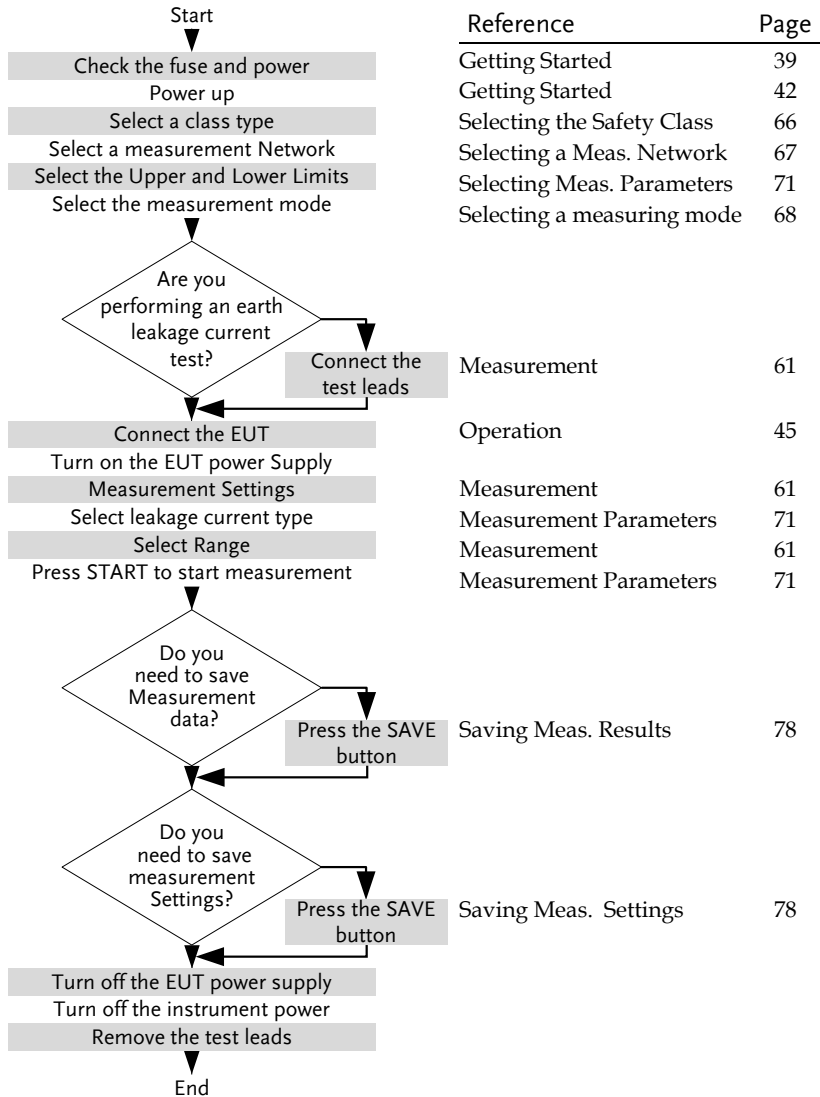 Start
Reference Page
Check the fuse and power Getting Started 39
Power up Getting Started 42
Select a class type Selecting the Safety Class 66
Select a measurement Network Selecting a Meas. Network 67
Select the Upper and Lower Limits Selecting Meas. Parameters 71
Select the measurement mode Selecting a measuring mode 68
Are you
performing an earth
leakage current
test?
Connect the
test leads
Measurement 61
Connect the EUT Operation 45
Turn on the EUT power Supply
Measurement Settings Measurement 61
Select leakage current type Measurement Parameters 71
Select Range Measurement 61
Press START to start measurement Measurement Parameters 71
Do you
need to save
Measurement
data?
Press the SAVE
button
Saving Meas. Results 78
Do you
need to save
measurement
Settings?
Press the SAVE
button
Saving Meas. Settings 78
Turn off the EUT power supply
Turn off the instrument power
Remove the test leads
End